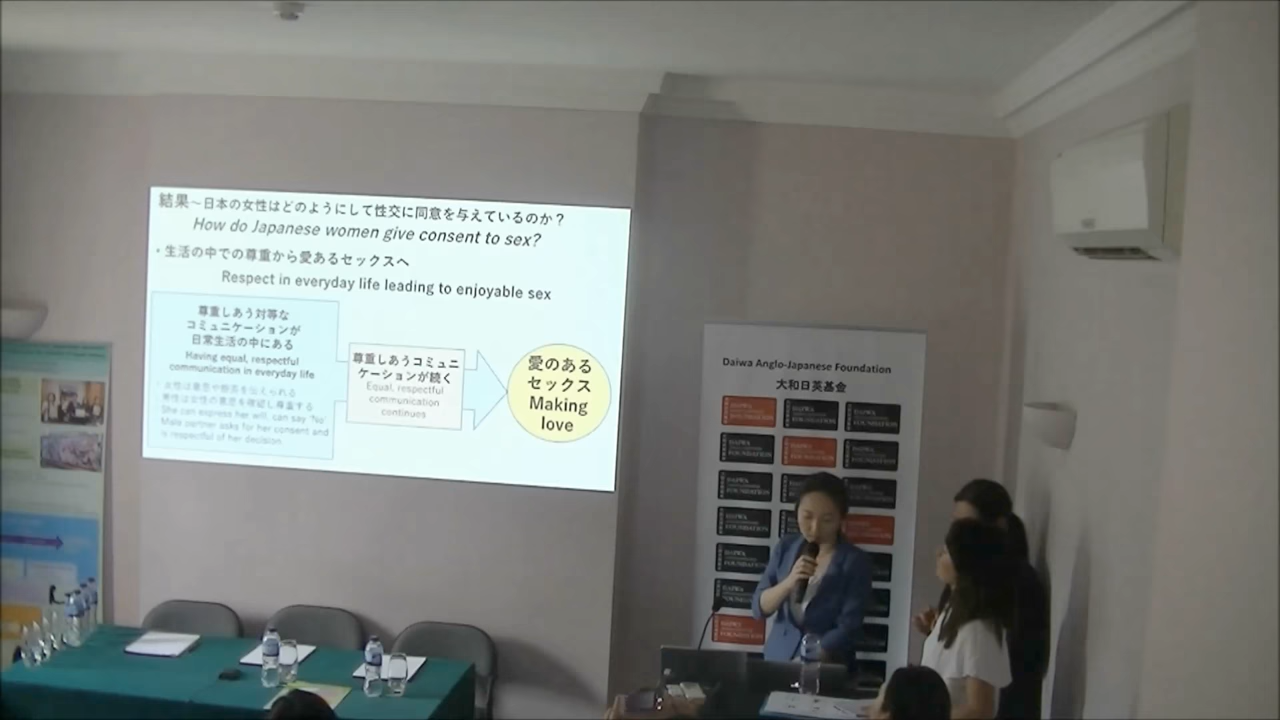 結果~日本の女性はどのようにして性交に同意を与えているのか?
How do Japanese women give consent to sex?
・生活の中での尊重から愛あるセックスへ
Respect in everyday life leading to enjoyable sex
尊重しあう対等な
コミュニケーションが
日常生活の中にある
Having equal, respectful
communication in everyday life
She can express her will, can say "No"
Male partner asks for her consent and
is respectful of her decision.
尊重しあうコミュニ
ケーションが続く
Equal, respectful
communication
continues
愛のある
セックス
Making
love
Daiwa Anglo-Japanese Foundation
大和日英基金
DAIWA
FOUNDATION